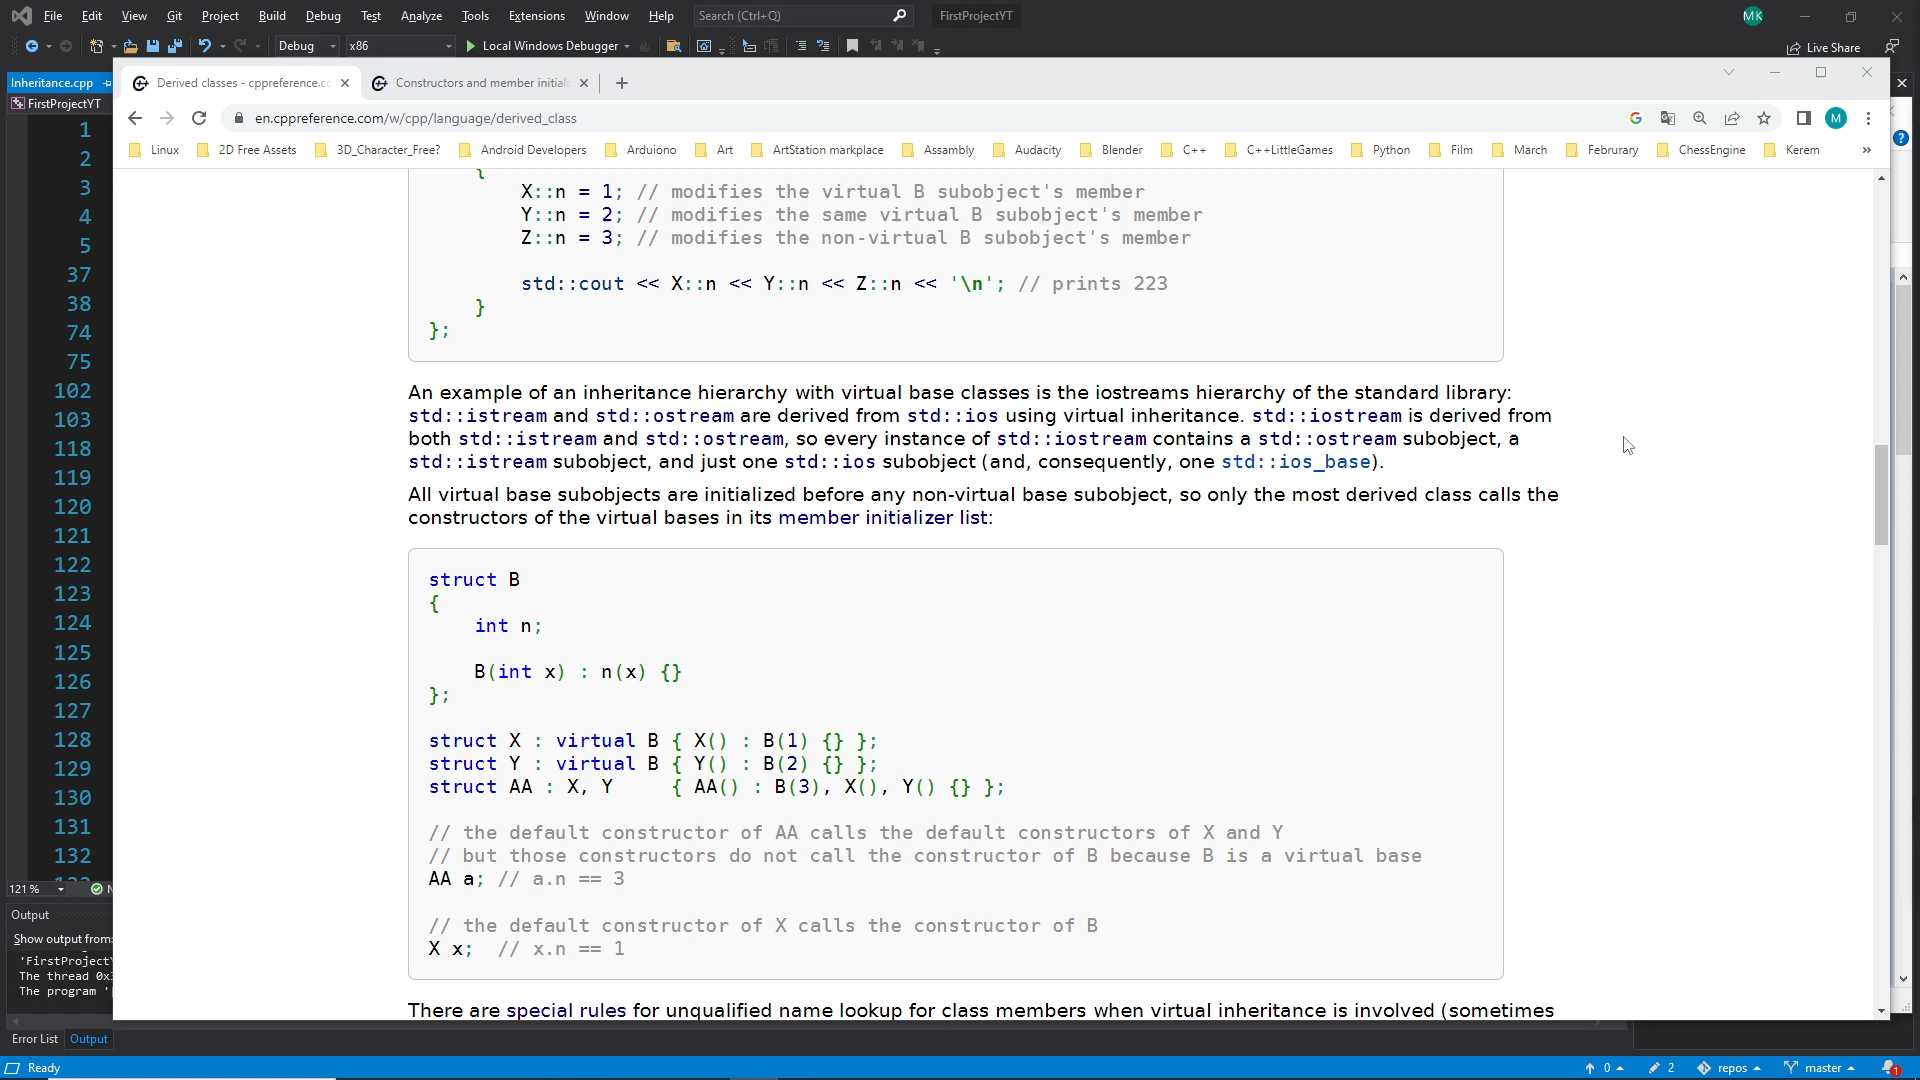 File Edit View Git Project Build Debug Test Analyze Tools Extensions Window Help Search (Ctrl+Q) FirstProjectYT MK
Debug x86 Local Windows Debugger Live Share
Inheritance.cpp
FirstProjectYT
Derived classes - cppreference.co Constructors and member initial
en.cppreference.com/w/cpp/language/derived_class M
Linux 2D Free Assets 3D_Character_Free? Android Developers Arduiono Art ArtStation markplace Assambly Audacity Blender C++ C++LittleGames Python Film March Februrary ChessEngine Kerem »
1
2
3
4
5
37
38
74
75
102
103
118
119
120
121
122
123
124
125
126
127
128
129
130
131
132
{
X::n = 1; // modifies the virtual B subobject's member
Y::n = 2; // modifies the same virtual B subobject's member
Z::n = 3; // modifies the non-virtual B subobject's member
std::cout << X::n << Y::n << Z::n << '\n'; // prints 223
}
};
An example of an inheritance hierarchy with virtual base classes is the iostreams hierarchy of the standard library:
std::istream and std::ostream are derived from std::ios using virtual inheritance. std::iostream is derived from
both std::istream and std::ostream, so every instance of std::iostream contains a std::ostream subobject, a
std::istream subobject, and just one std::ios subobject (and, consequently, one std::ios_base).
All virtual base subobjects are initialized before any non-virtual base subobject, so only the most derived class calls the
constructors of the virtual bases in its member initializer list:
struct B
{
int n;
B(int x) : n(x) {}
};
struct X : virtual B { X() : B(1) {} };
struct Y : virtual B { Y() : B(2) {} };
struct AA : X, Y { AA() : B(3), X(), Y() {} };
// the default constructor of AA calls the default constructors of X and Y
// but those constructors do not call the constructor of B because B is a virtual base
AA a; // a.n == 3
// the default constructor of X calls the constructor of B
X x; // x.n == 1
There are special rules for unqualified name lookup for class members when virtual inheritance is involved (sometimes
121 % N
Output
Show output from:
'FirstProject
The thread 0x
The program '
Error List Output
Ready 0 2 repos master 1